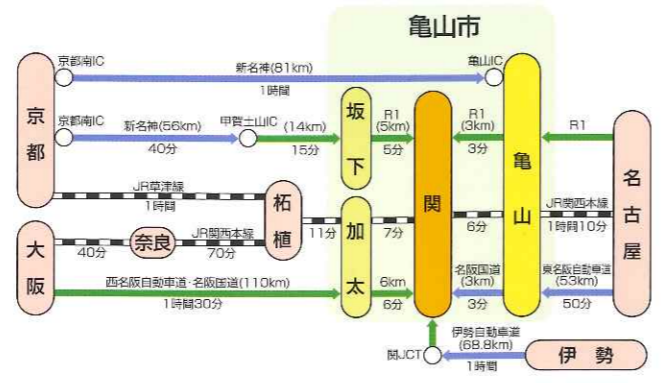 亀山市
京都南IC
新名神(81km)
1時間
亀山IC
京都
京都南IC
新名神(56km)
40分
甲賀土山IC
(14km)
15分
坂下
R1
(5km)
5分
関
R1
(3km)
3分
亀山
R1
名古屋
JR草津線
1時間
柘植
大阪
40分
奈良
JR関西本線
70分
11分
加太
7分
6分
JR関西本線
1時間10分
西名阪自動車道・名阪国道(110km)
1時間30分
6km
6分
名阪国道
(3km)
3分
東名阪自動車道
(53km)
50分
関JCT
伊勢自動車道
(68.8km)
1時間
伊勢